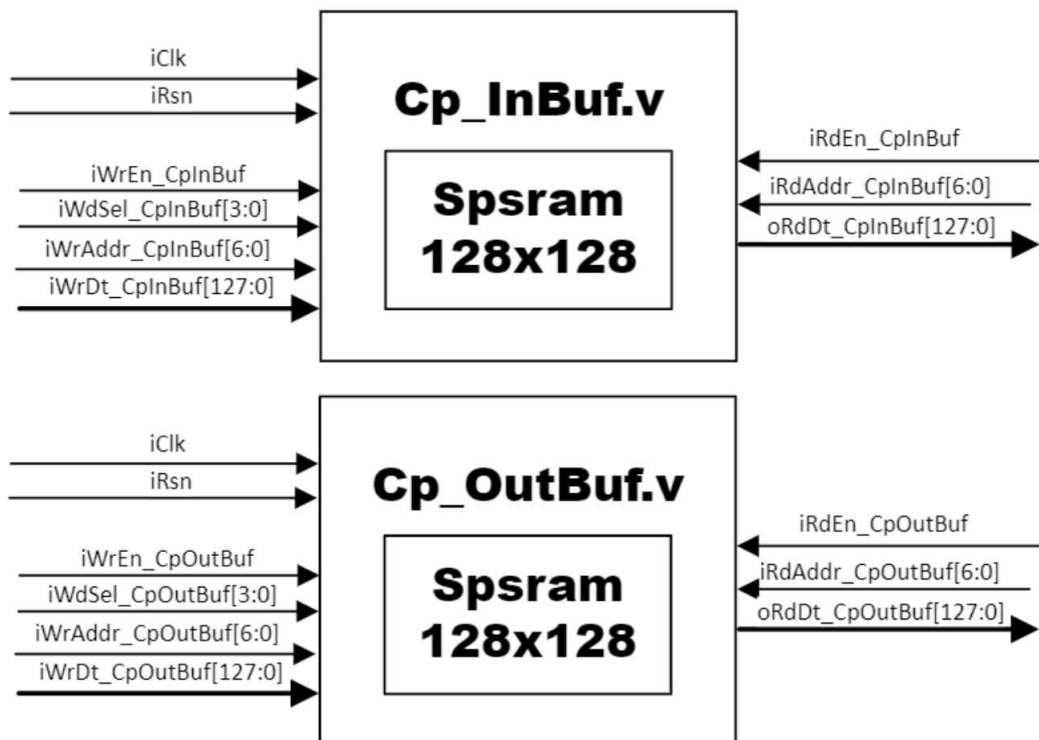 iClk
iRsn
Cp_InBuf.v
iWrEn_CpInBuf
iWdSel_CpInBuf[3:0]
iWrAddr_CpInBuf[6:0]
iWrDt_CpInBuf[127:0]
Spsram
128x128
iRdEn_CpInBuf
iRdAddr_CpInBuf[6:0]
oRdDt_CpInBuf[127:0]
iClk
iRsn
Cp_OutBuf.v
iWrEn_CpOutBuf
iWdSel_CpOutBuf[3:0]
iWrAddr_CpOutBuf[6:0]
iWrDt_CpOutBuf[127:0]
Spsram
128x128
iRdEn_CpOutBuf
iRdAddr_CpOutBuf[6:0]
oRdDt_CpOutBuf[127:0]